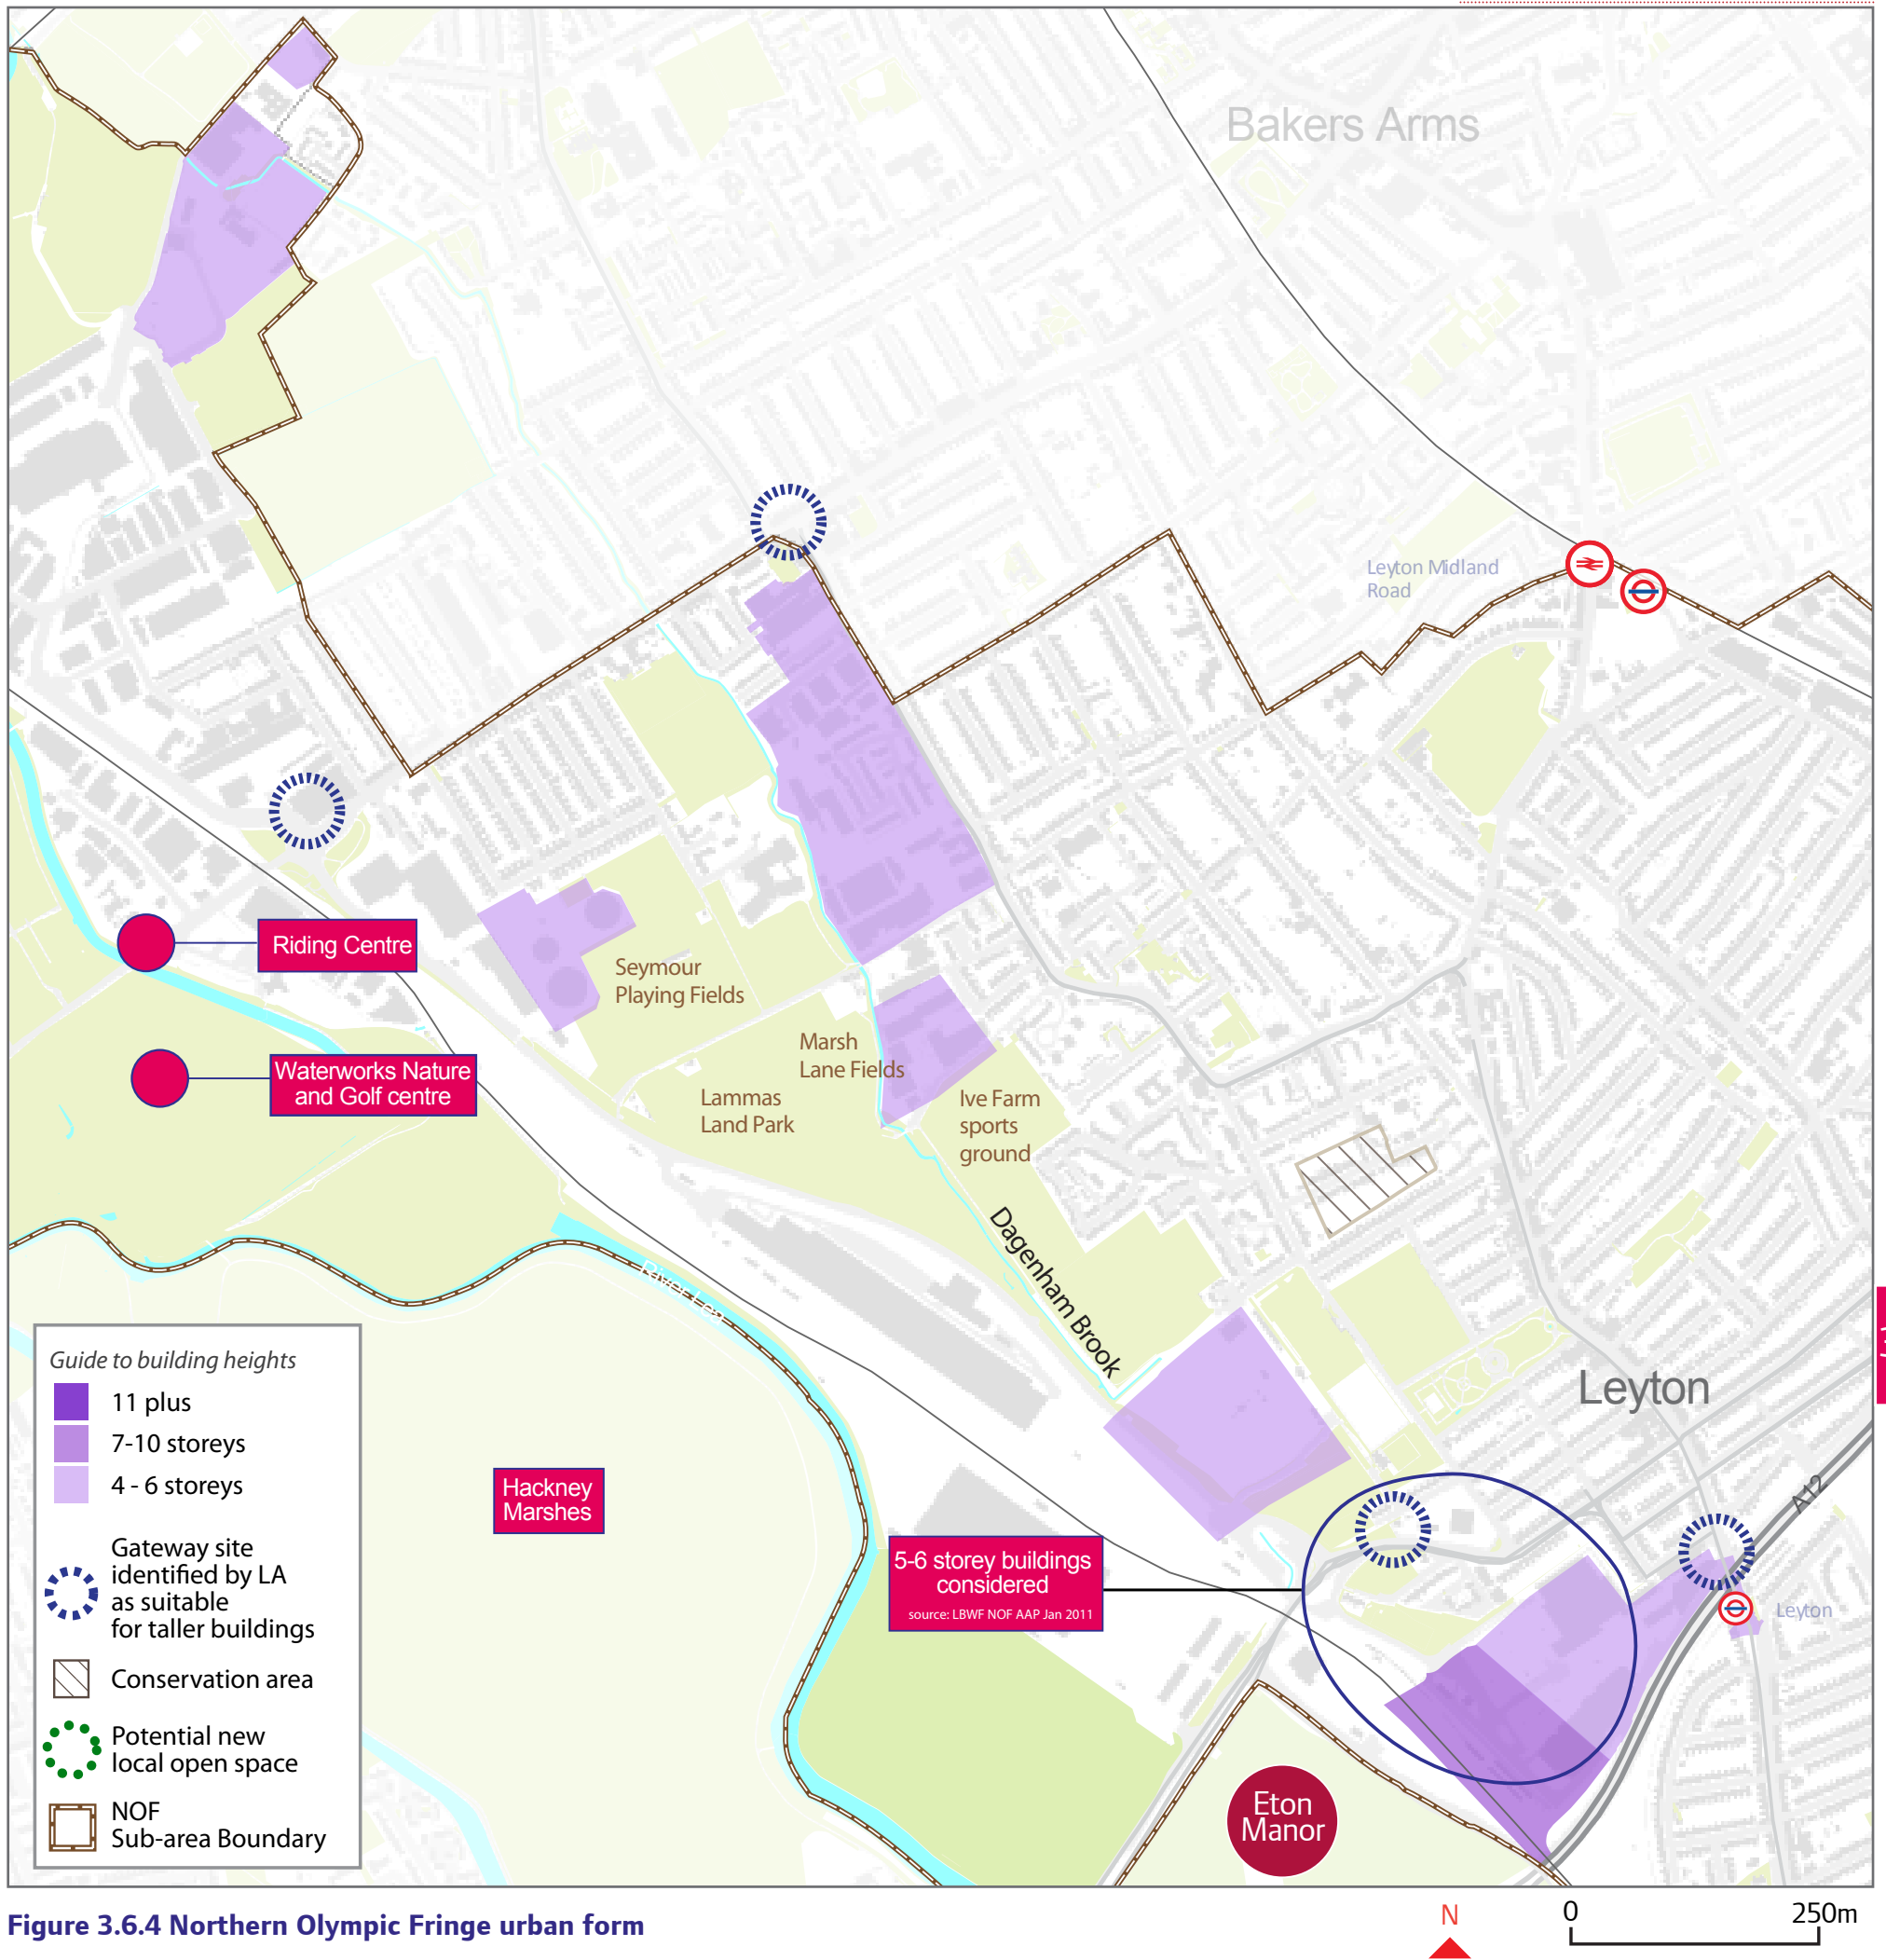 Bakers Arms
Leyton Midland
Road
Riding Centre
Seymour
Playing Fields
Waterworks Nature
and Golf centre
Marsh
Lane Fields
Lammas
Land Park
Ive Farm
sports
ground
Dagenham Brook
River Lea
Leyton
A12
Guide to building heights
11 plus
7-10 storeys
4 - 6 storeys
Gateway site
identified by LA
as suitable
for taller buildings
Conservation area
Potential new
local open space
NOF
Sub-area Boundary
Hackney
Marshes
5-6 storey buildings
considered
source: LBWF NOF AAP Jan 2011
Leyton
Eton
Manor
Figure 3.6.4 Northern Olympic Fringe urban form
N
0
250m